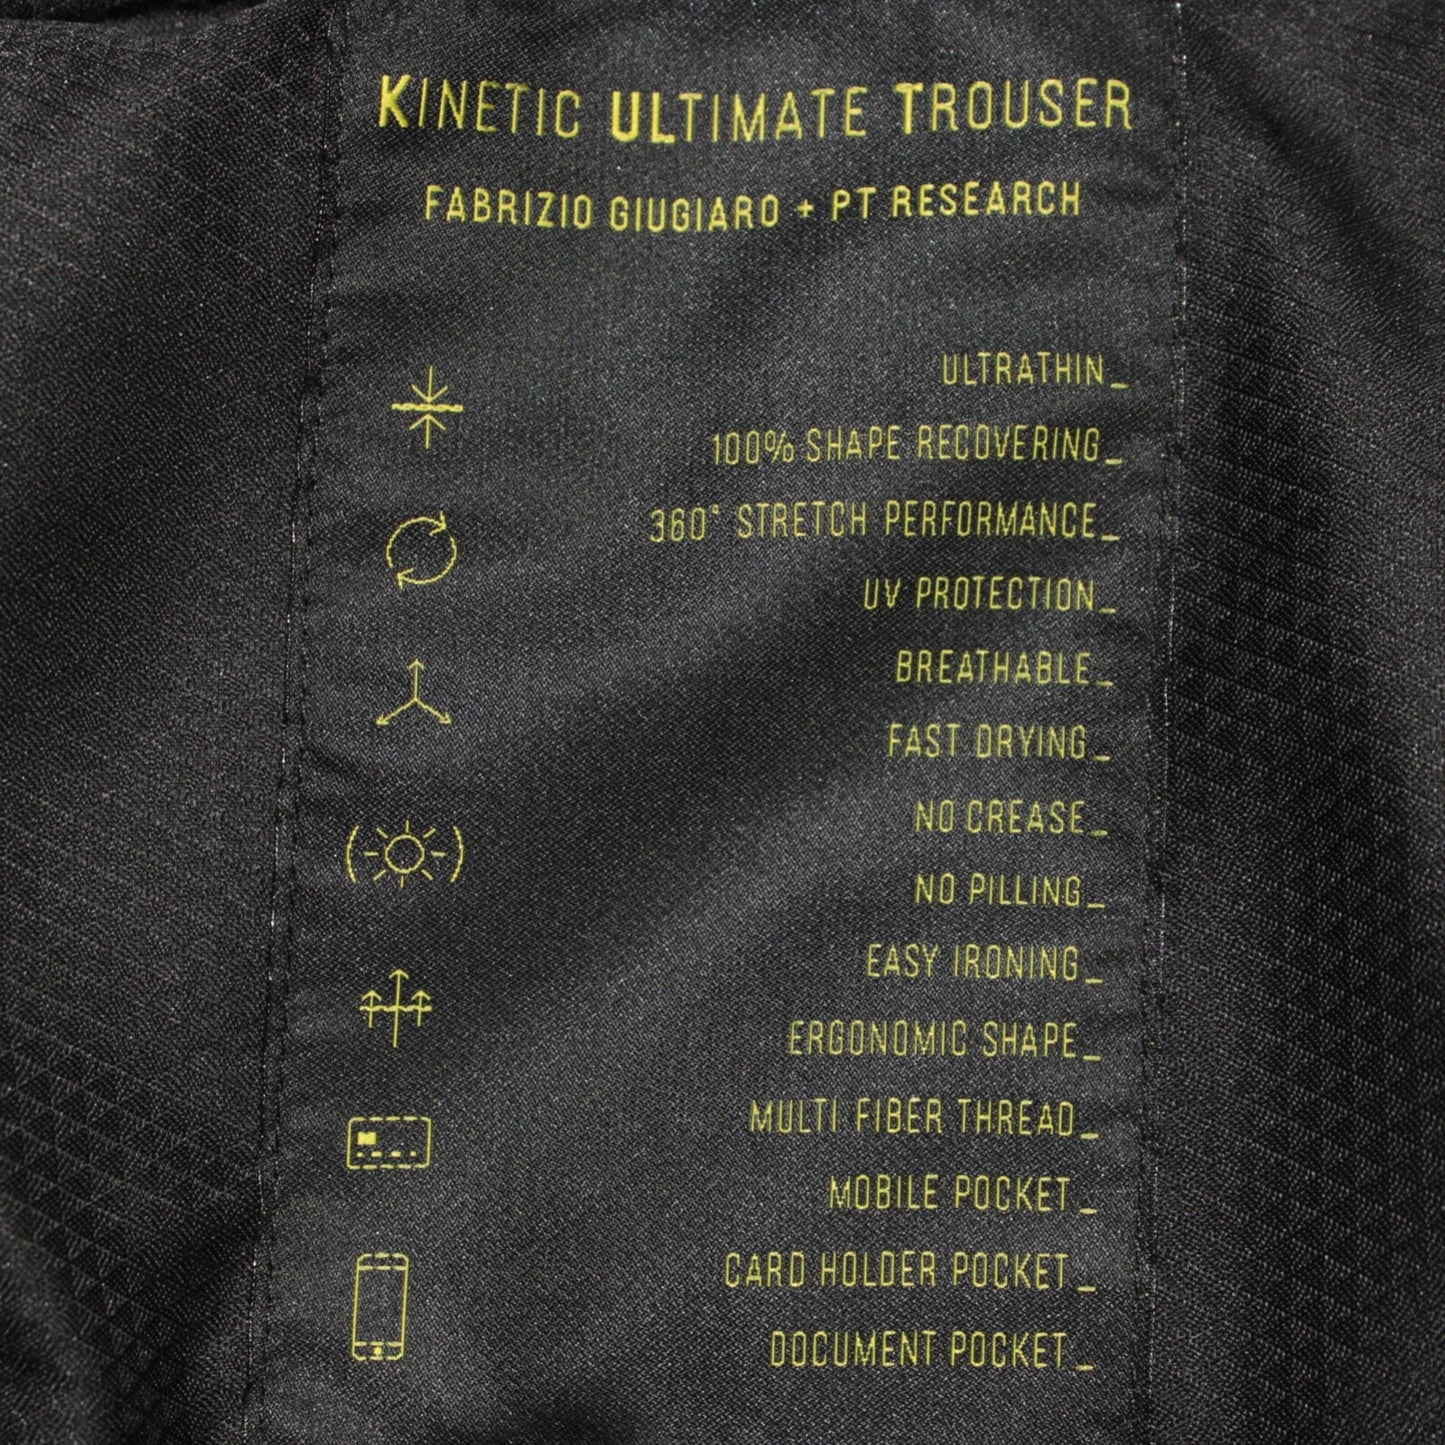 KINETIC ULTIMATE TROUSER
FABRIZIO GIUGIARO + PT RESEARCH
ULTRATHIN_
100% SHAPE RECOVERING_
360° STRETCH PERFORMANCE_
UV PROTECTION_
BREATHABLE_
FAST DRYING_
NO CREASE_
NO PILLING_
EASY IRONING_
ERGONOMIC SHAPE_
MULTI FIBER THREAD_
MOBILE POCKET_
CARD HOLDER POCKET_
DOCUMENT POCKET_